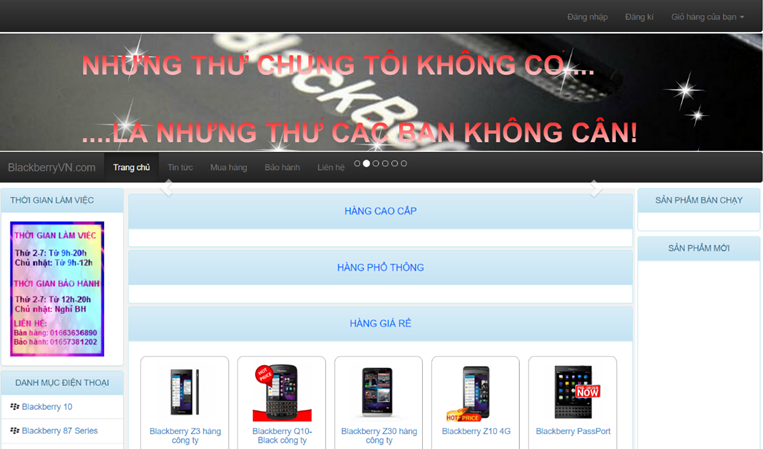 Đăng nhập Đăng kí Giỏ hàng của bạn
BlackBerry
NHỮNG THỨ CHÚNG TÔI KHÔNG CÓ....
....LÀ NHỮNG THỨ CÁC BẠN KHÔNG CẦN!
BlackberryVN.com Trang chủ Tin tức Mua hàng Bảo hành Liên hệ
THỜI GIAN LÀM VIỆC
THỜI GIAN LÀM VIỆC
Thứ 2-7: Từ 9h-20h
Chủ nhật: Từ 9h-12h
THỜI GIAN BẢO HÀNH
Thứ 2-7: Từ 12h-20h
Chủ nhật: Nghỉ BH
LIÊN HỆ:
Bán hàng: 01663636890
Bảo hành: 01657381202
DANH MỤC ĐIỆN THOẠI
Blackberry 10
Blackberry 87 Series
HÀNG CAO CẤP
HÀNG PHỔ THÔNG
HÀNG GIÁ RẺ
HOT PRICE
HOT PRICE
NOW
Blackberry Z3 hàng công ty
Blackberry Q10-Black công ty
Blackberry Z30 hàng công ty
Blackberry Z10 4G
Blackberry PassPort
SẢN PHẨM BÁN CHẠY
SẢN PHẨM MỚI